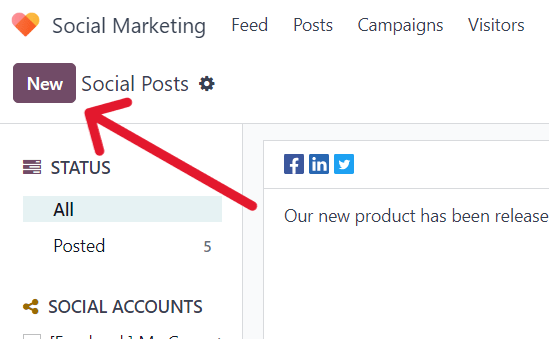 Social Marketing Feed Posts Campaigns Visitors
New Social Posts
STATUS
All
Posted 5
Our new product has been release
SOCIAL ACCOUNTS